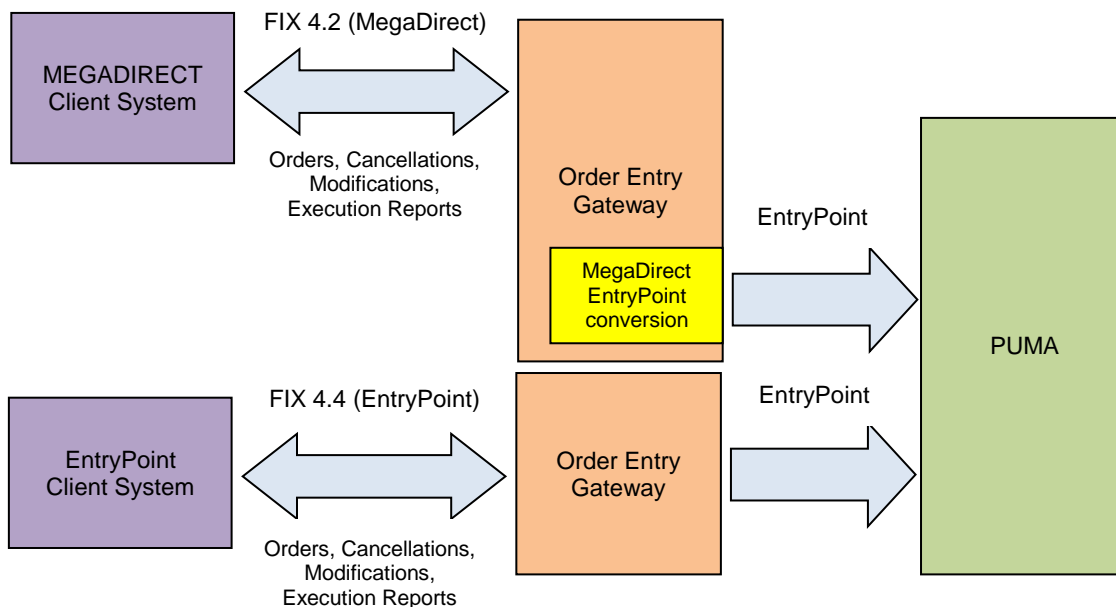 FIX 4.2 (MegaDirect)
MEGADIRECT
Client System
Orders, Cancellations,
Modifications,
Execution Reports
Order Entry
Gateway
MegaDirect
EntryPoint
conversion
EntryPoint
PUMA
FIX 4.4 (EntryPoint)
EntryPoint
Client System
Orders, Cancellations,
Modifications,
Execution Reports
Order Entry
Gateway
EntryPoint